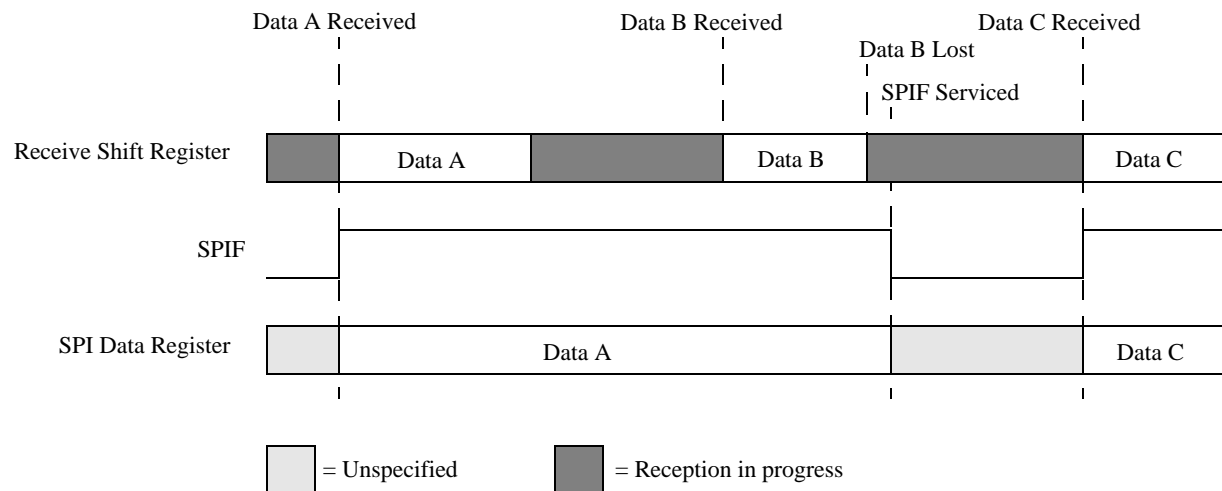 Data A Received
Data B Received
Data C Received
Data B Lost
SPIF Serviced
Receive Shift Register
Data A
Data B
Data C
SPIF
SPI Data Register
Data A
Data C
= Unspecified
= Reception in progress